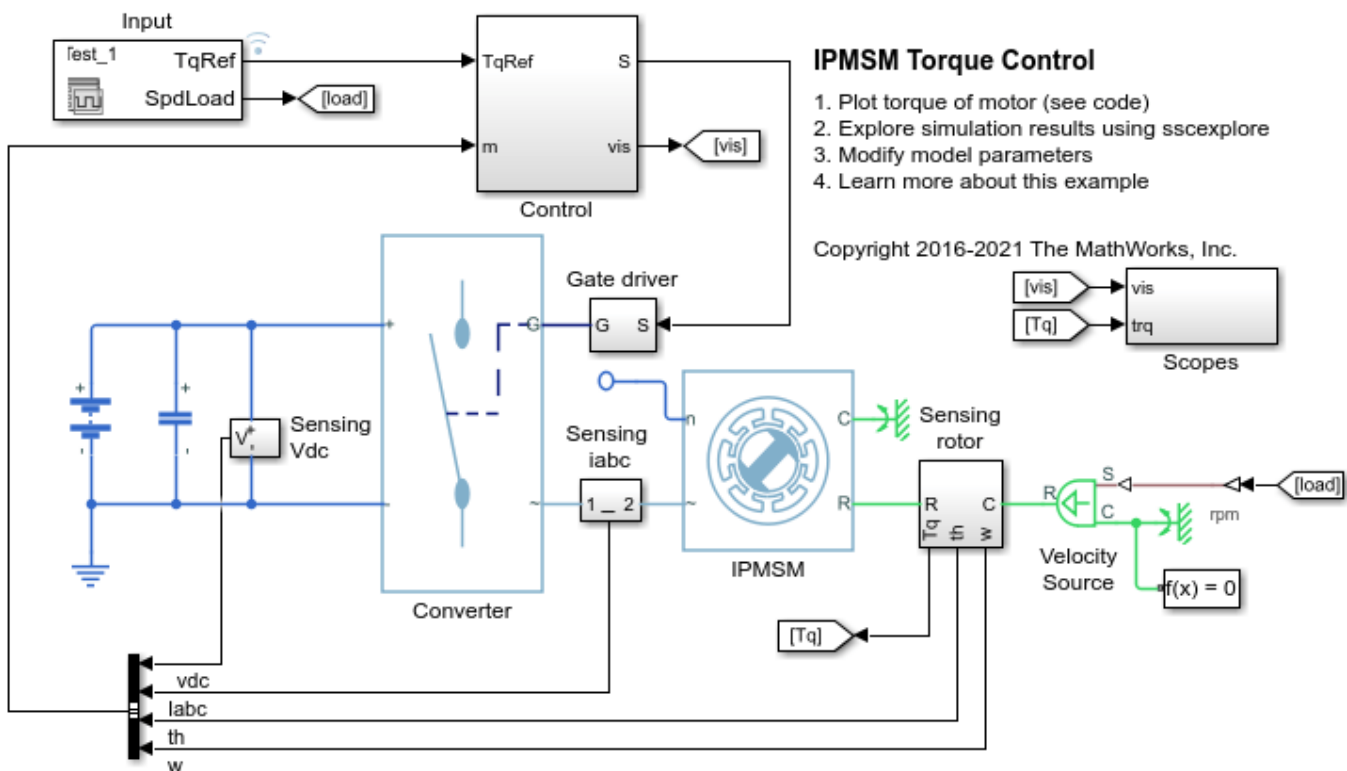 Input
Test_1
TqRef
SpdLoad
[load]
TqRef
S
m
vis
Control
[vis]
IPMSM Torque Control
1. Plot torque of motor (see code)
2. Explore simulation results using sscexplore
3. Modify model parameters
4. Learn more about this example
Copyright 2016-2021 The MathWorks, Inc.
[vis]
vis
[Tq]
trq
Scopes
Gate driver
G
G
S
+
-
~
Converter
+
-
+
-
V
+
-
Sensing
Vdc
Sensing
iabc
1 _ 2
n
~
C
R
IPMSM
Sensing
rotor
R
C
Tq
th
w
R
S
C
Velocity
Source
rpm
[load]
f(x) = 0
[Tq]
vdc
Iabc
th
w